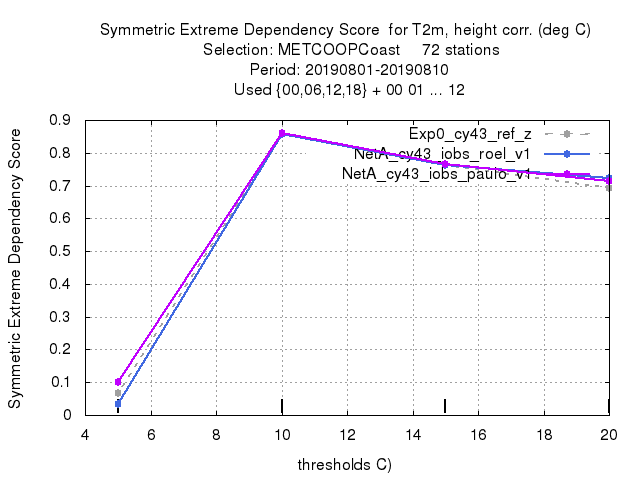 Symmetric Extreme Dependency Score for T2m, height corr. (deg C)
Selection: METCOOPCoast 72 stations
Period: 20190801-20190810
Used {00,06,12,18} + 00 01 ... 12
Symmetric Extreme Dependency Score
0.9
0.8
0.7
0.6
0.5
0.4
0.3
0.2
0.1
0
Exp0_cy43_ref_z
NetA_cy43_iobs_roel_v1
NetA_cy43_iobs_paulo_v1
4 6 8 10 12 14 16 18 20
thresholds C)